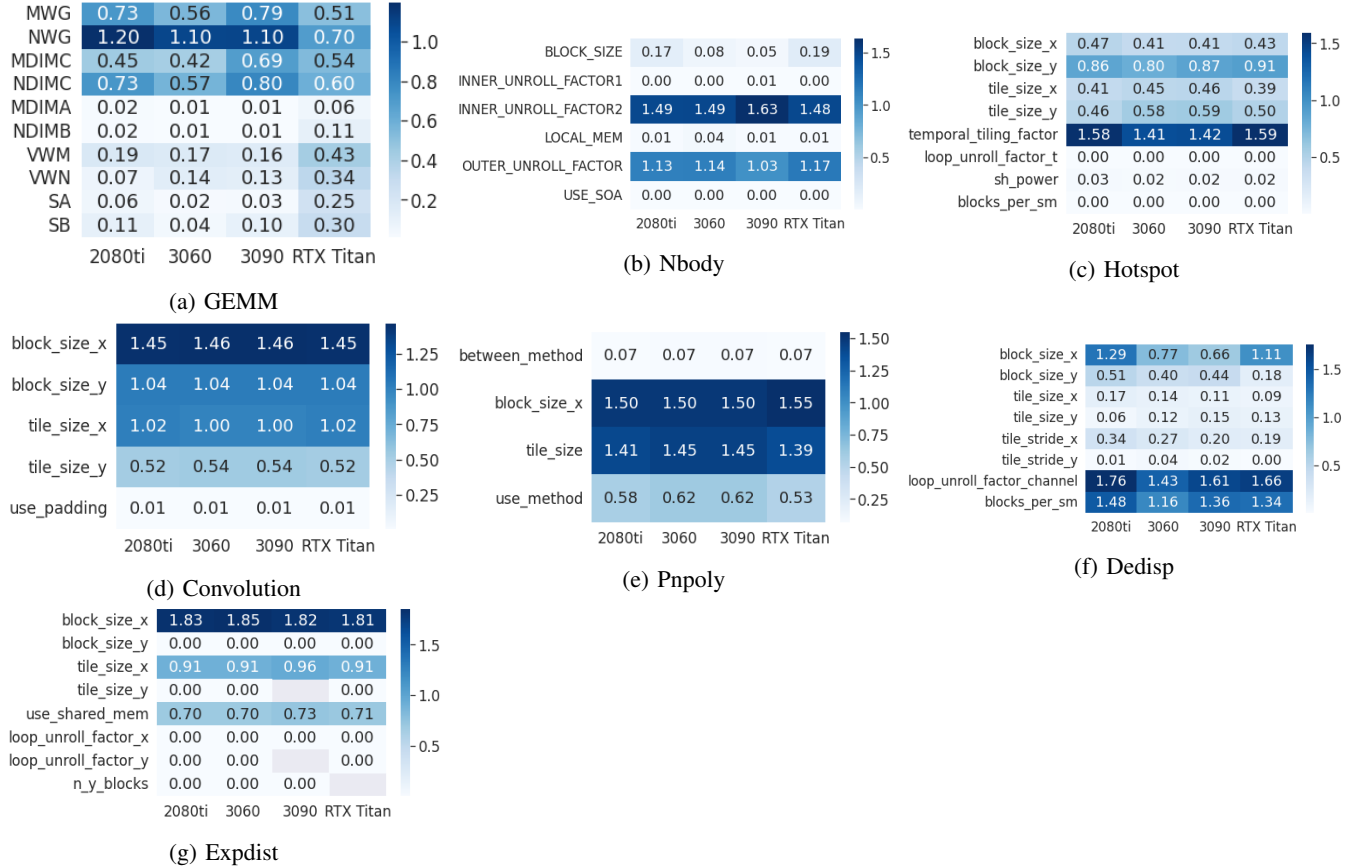 MWG 0.73 0.56 0.79 0.51
NWG 1.20 1.10 1.10 0.70 1.0
MDIMC 0.45 0.42 0.69 0.54
NDIMC 0.73 0.57 0.80 0.60 0.8
MDIMA 0.02 0.01 0.01 0.06
NDIMB 0.02 0.01 0.01 0.11 0.6
VWM 0.19 0.17 0.16 0.43 0.4
VWN 0.07 0.14 0.13 0.34
SA 0.06 0.02 0.03 0.25 0.2
SB 0.11 0.04 0.10 0.30
2080ti 3060 3090 RTX Titan
(a) GEMM
BLOCK_SIZE 0.17 0.08 0.05 0.19 1.5
INNER_UNROLL_FACTOR1 0.00 0.00 0.01 0.00
INNER_UNROLL_FACTOR2 1.49 1.49 1.63 1.48 1.0
LOCAL_MEM 0.01 0.04 0.01 0.01
OUTER_UNROLL_FACTOR 1.13 1.14 1.03 1.17 0.5
USE_SOA 0.00 0.00 0.00 0.00
2080ti 3060 3090 RTX Titan
(b) Nbody
block_size_x 0.47 0.41 0.41 0.43 1.5
block_size_y 0.86 0.80 0.87 0.91
tile_size_x 0.41 0.45 0.46 0.39
tile_size_y 0.46 0.58 0.59 0.50 1.0
temporal_tiling_factor 1.58 1.41 1.42 1.59
loop_unroll_factor_t 0.00 0.00 0.00 0.00 0.5
sh_power 0.03 0.02 0.02 0.02
blocks_per_sm 0.00 0.00 0.00 0.00
2080ti 3060 3090 RTX Titan
(c) Hotspot
block_size_x 1.45 1.46 1.46 1.45 1.25
block_size_y 1.04 1.04 1.04 1.04 1.00
tile_size_x 1.02 1.00 1.00 1.02 0.75
tile_size_y 0.52 0.54 0.54 0.52 0.50
use_padding 0.01 0.01 0.01 0.01 0.25
2080ti 3060 3090 RTX Titan
(d) Convolution
between_method 0.07 0.07 0.07 0.07 1.50
1.25
block_size_x 1.50 1.50 1.50 1.55 1.00
tile_size 1.41 1.45 1.45 1.39 0.75
0.50
use_method 0.58 0.62 0.62 0.53 0.25
2080ti 3060 3090 RTX Titan
(e) Pnpoly
block_size_x 1.29 0.77 0.66 1.11
block_size_y 0.51 0.40 0.44 0.18 1.5
tile_size_x 0.17 0.14 0.11 0.09
tile_size_y 0.06 0.12 0.15 0.13 1.0
tile_stride_x 0.34 0.27 0.20 0.19
tile_stride_y 0.01 0.04 0.02 0.00 0.5
loop_unroll_factor_channel 1.76 1.43 1.61 1.66
blocks_per_sm 1.48 1.16 1.36 1.34
2080ti 3060 3090 RTX Titan
(f) Dedisp
block_size_x 1.83 1.85 1.82 1.81
block_size_y 0.00 0.00 0.00 0.00 1.5
tile_size_x 0.91 0.91 0.96 0.91
tile_size_y 0.00 0.00 0.00 1.0
use_shared_mem 0.70 0.70 0.73 0.71
loop_unroll_factor_x 0.00 0.00 0.00 0.00
loop_unroll_factor_y 0.00 0.00 0.00 0.5
n_y_blocks 0.00 0.00 0.00
2080ti 3060 3090 RTX Titan
(g) Expdist